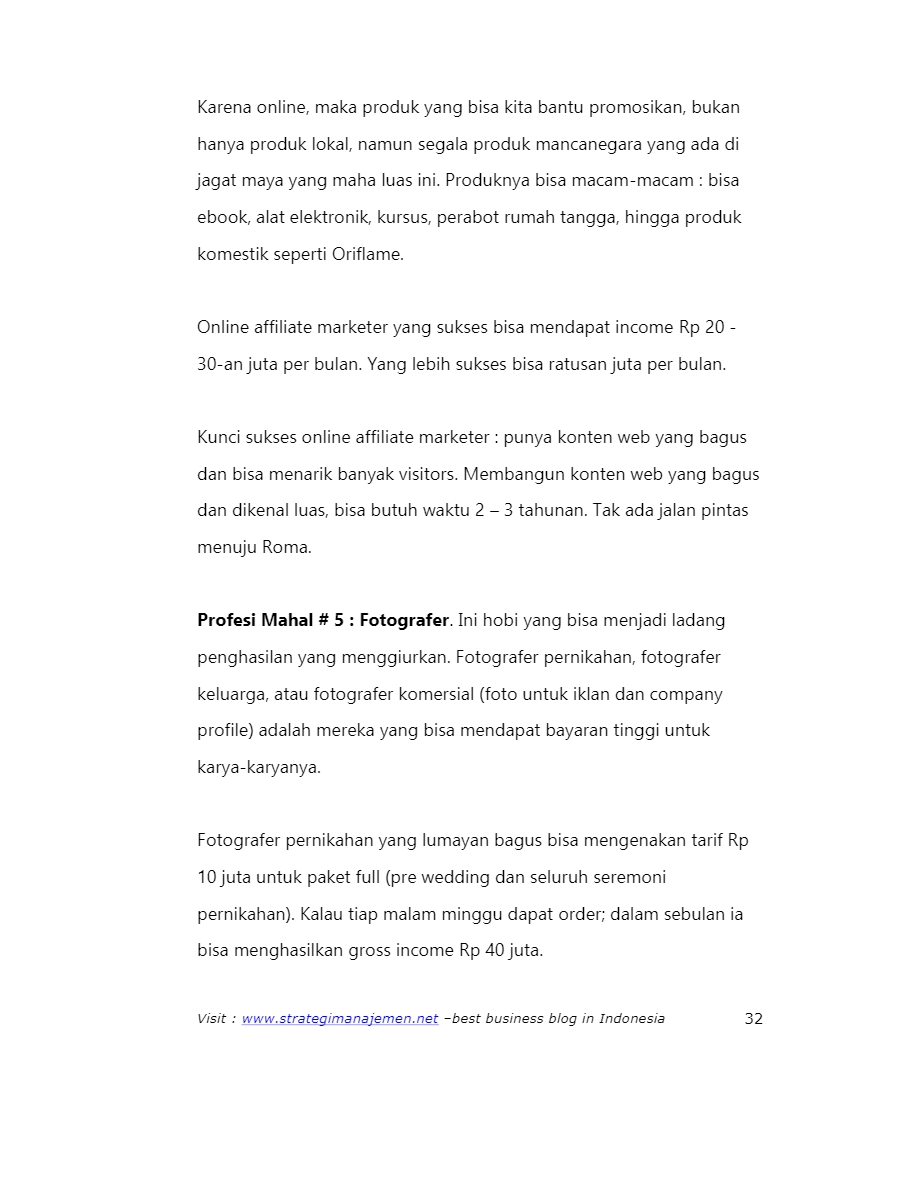 Karena online, maka produk yang bisa kita bantu promosikan, bukan
hanya produk lokal, namun segala produk mancanegara yang ada di
jagat maya yang maha luas ini. Produknya bisa macam-macam : bisa
ebook, alat elektronik, kursus, perabot rumah tangga, hingga produk
komestik seperti Oriflame.
Online affiliate marketer yang sukses bisa mendapat income Rp 20 -
30-an juta per bulan. Yang lebih sukses bisa ratusan juta per bulan.
Kunci sukses online affiliate marketer : punya konten web yang bagus
dan bisa menarik banyak visitors. Membangun konten web yang bagus
dan dikenal luas, bisa butuh waktu 2 – 3 tahunan. Tak ada jalan pintas
menuju Roma.
Profesi Mahal # 5 : Fotografer. Ini hobi yang bisa menjadi ladang
penghasilan yang menggiurkan. Fotografer pernikahan, fotografer
keluarga, atau fotografer komersial (foto untuk iklan dan company
profile) adalah mereka yang bisa mendapat bayaran tinggi untuk
karya-karyanya.
Fotografer pernikahan yang lumayan bagus bisa mengenakan tarif Rp
10 juta untuk paket full (pre wedding dan seluruh seremoni
pernikahan). Kalau tiap malam minggu dapat order; dalam sebulan ia
bisa menghasilkan gross income Rp 40 juta.
Visit : www.strategimanajemen.net –best business blog in Indonesia 32